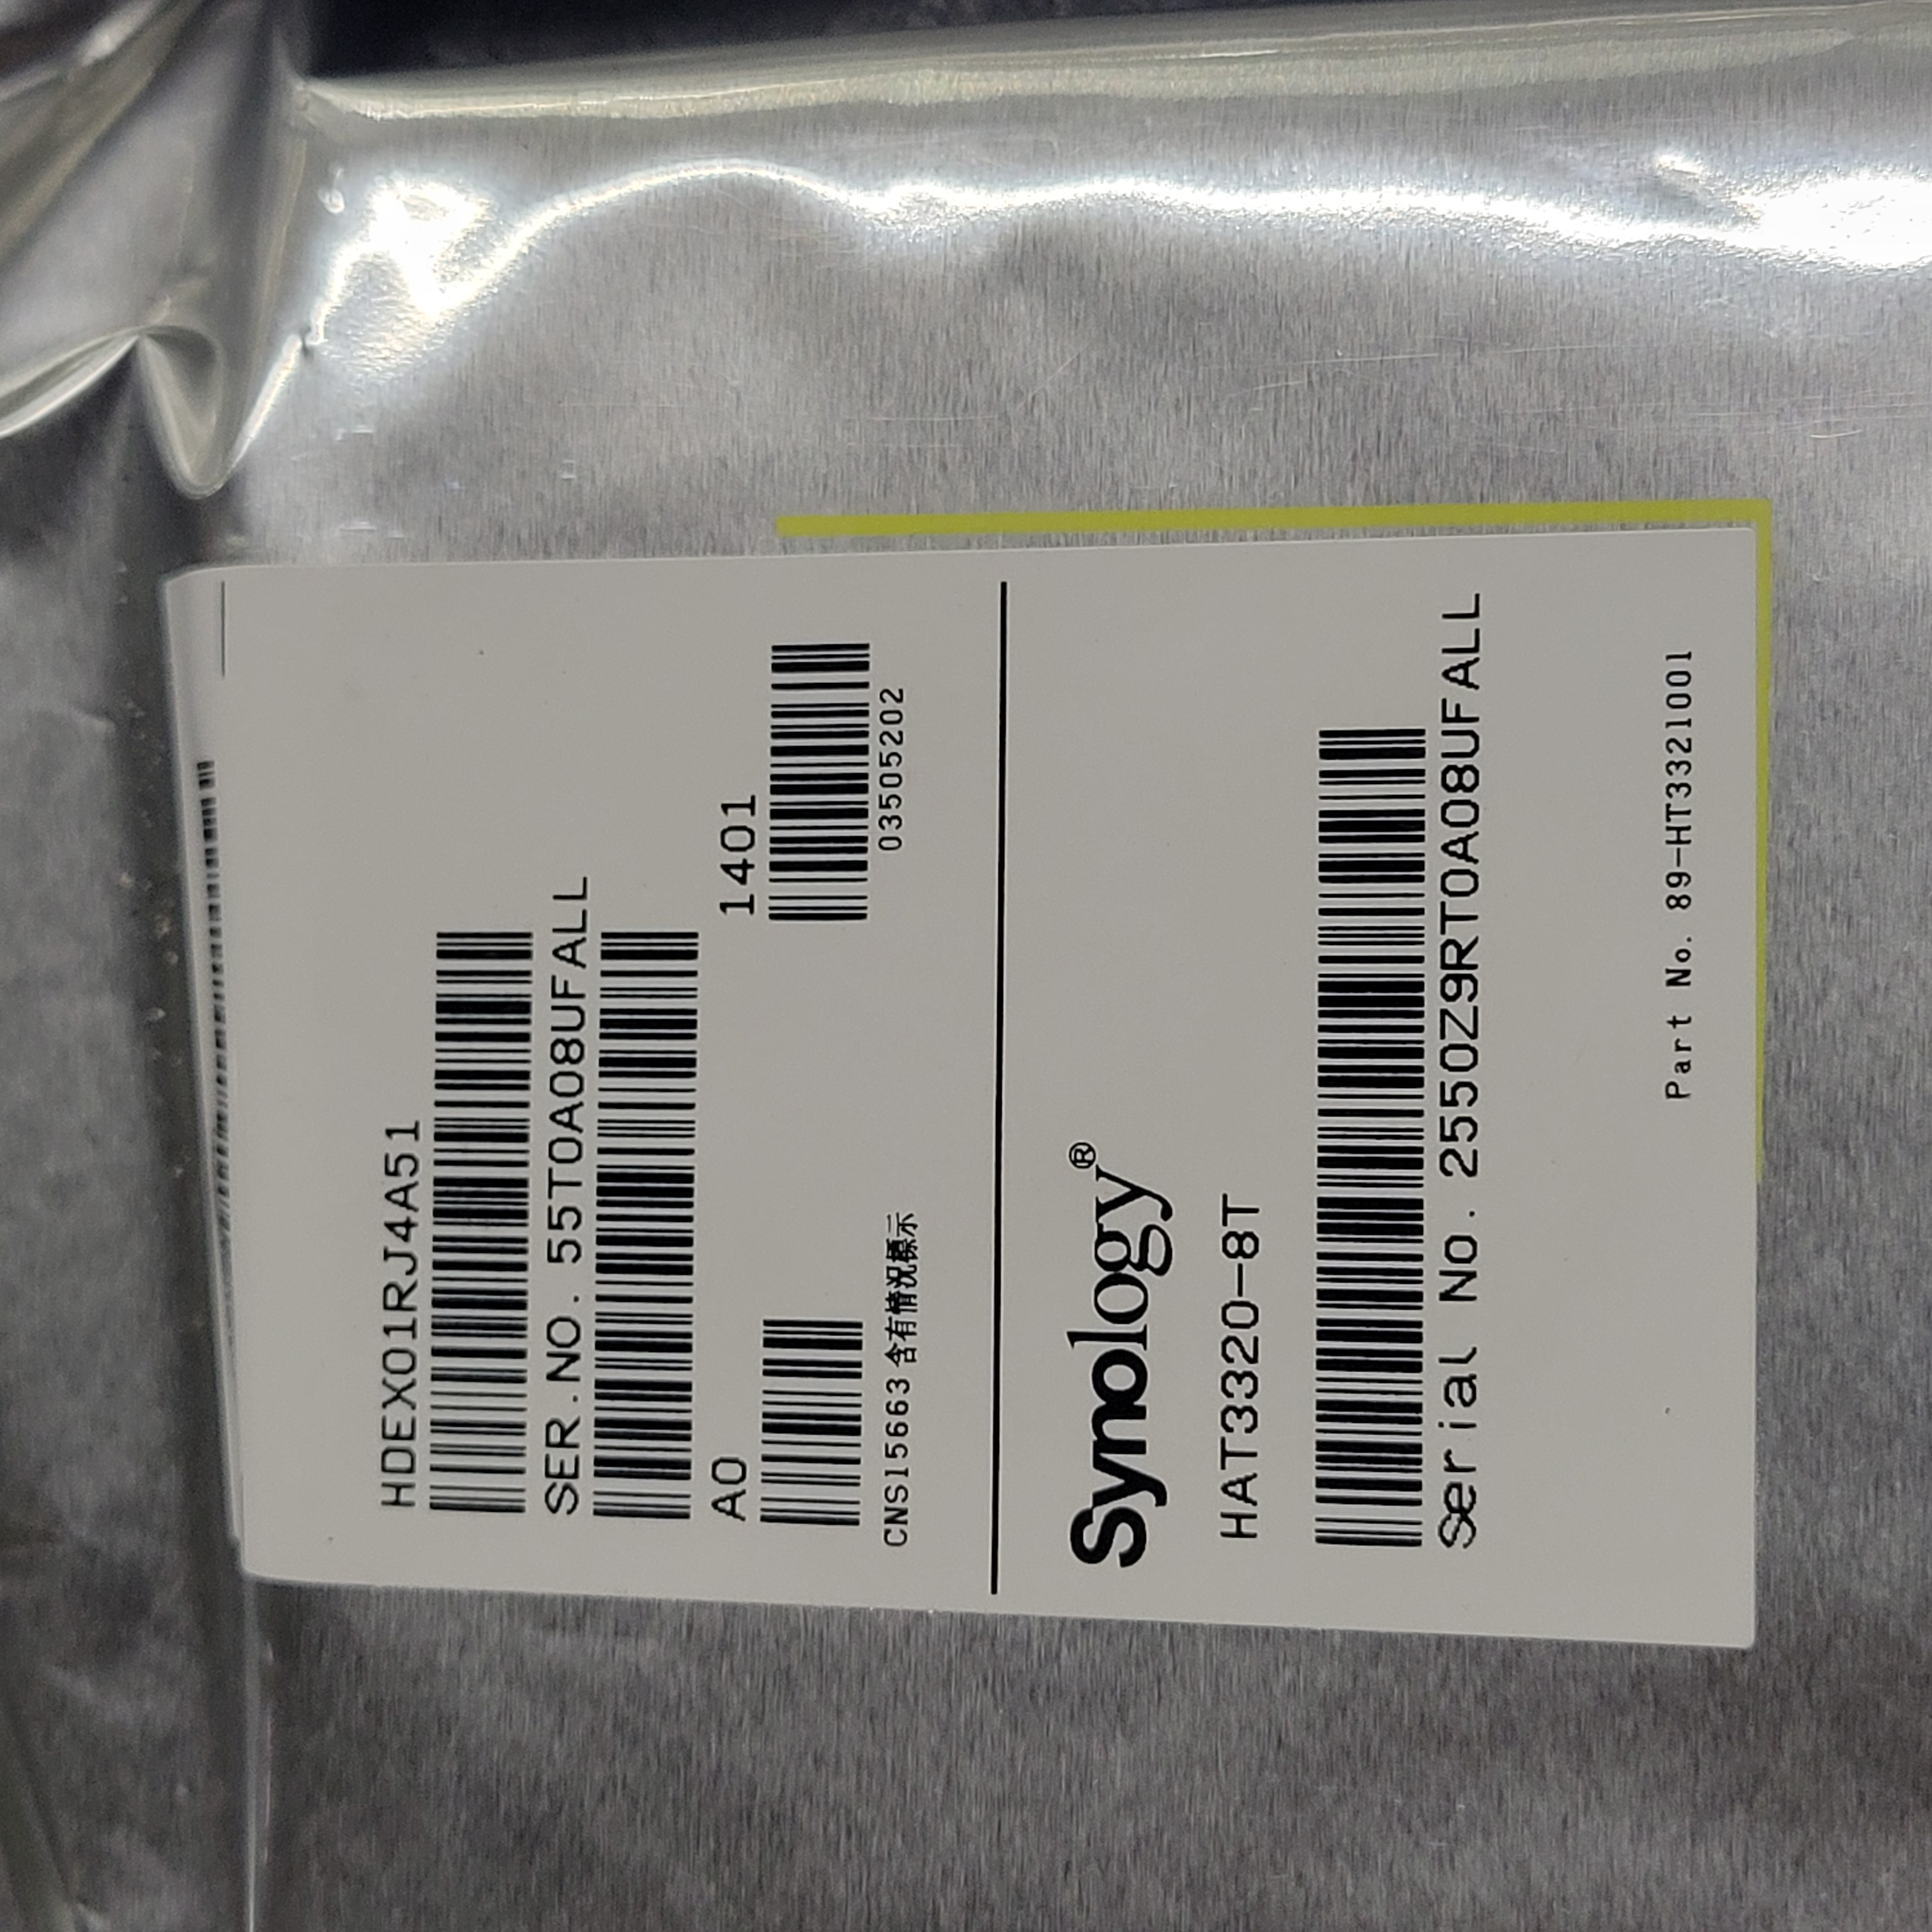 HDEX01RJ4A51
SER.NO. 55T0A08UFALL
A0
1401
03505202
CNS15663 含有情況標示
Synology®
HAT3320-8T
Serial No. 2550Z9RT0A08UFALL
Part No. 89-HT3321001